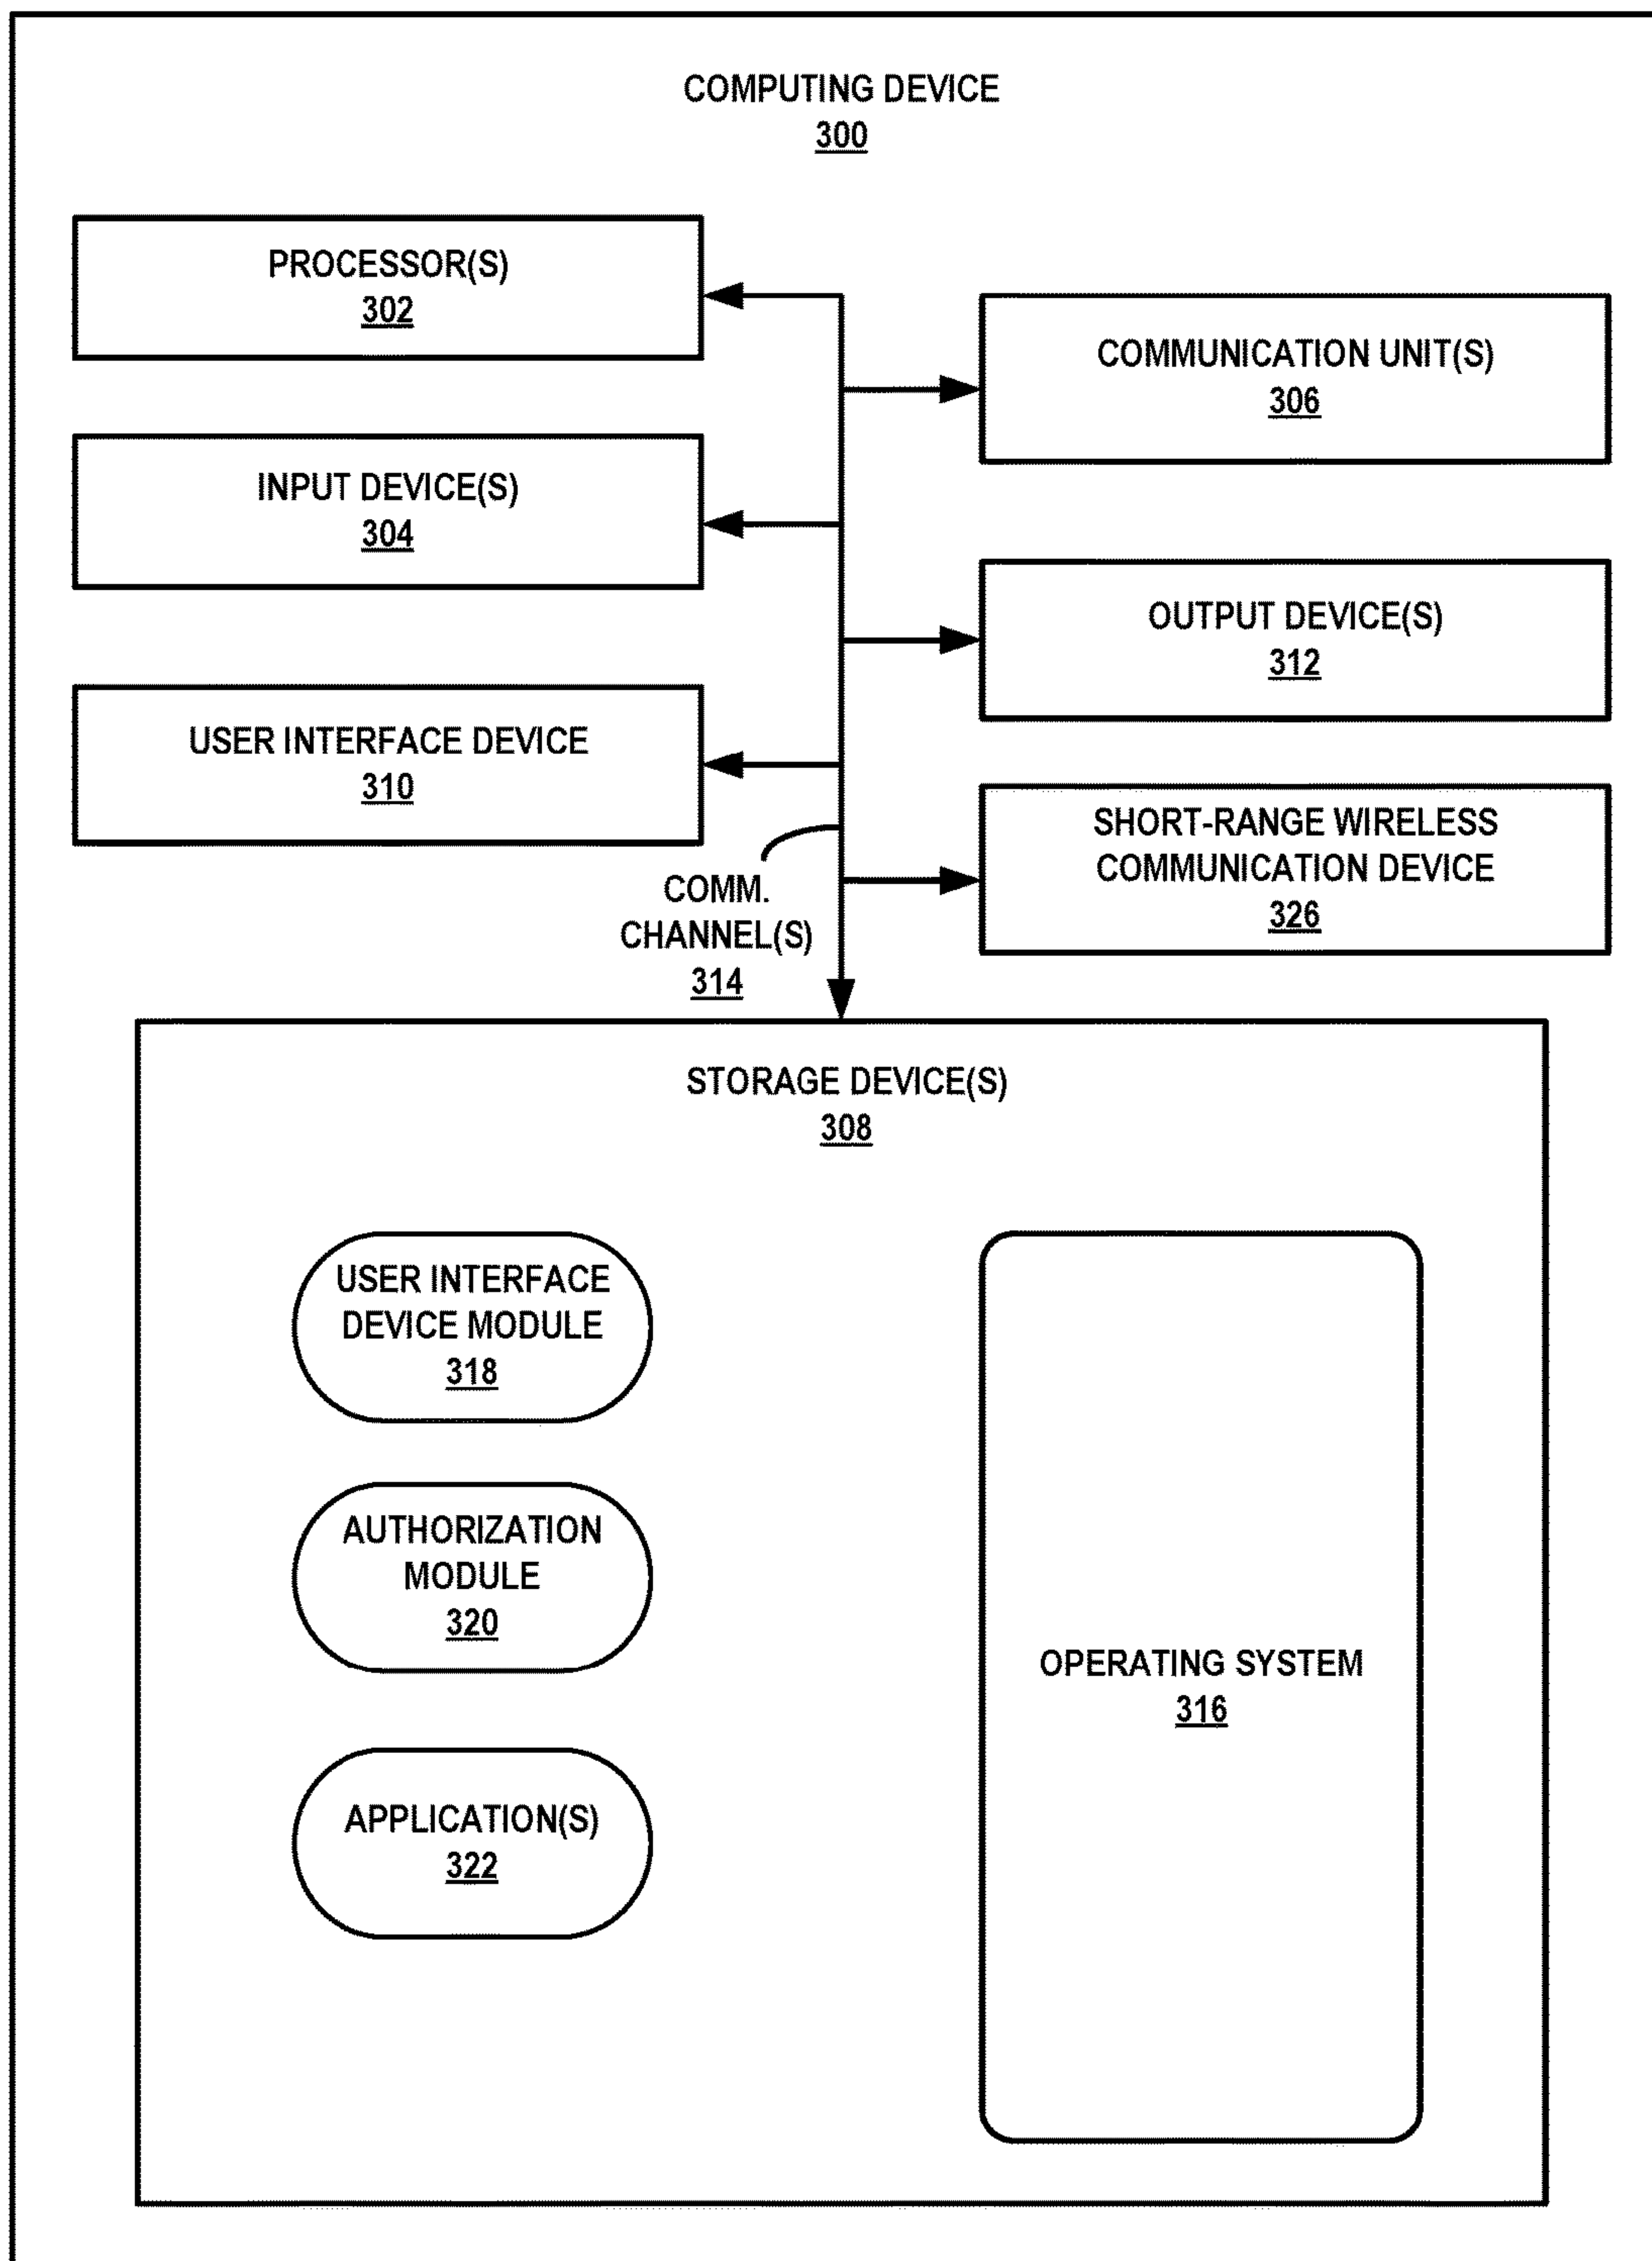 COMPUTING DEVICE
300
PROCESSOR(S)
302
COMMUNICATION UNIT(S)
306
INPUT DEVICE(S)
304
OUTPUT DEVICE(S)
312
USER INTERFACE DEVICE
310
SHORT-RANGE WIRELESS
COMMUNICATION DEVICE
326
COMM.
CHANNEL(S)
314
STORAGE DEVICE(S)
308
USER INTERFACE
DEVICE MODULE
318
AUTHORIZATION
MODULE
320
APPLICATION(S)
322
OPERATING SYSTEM
316